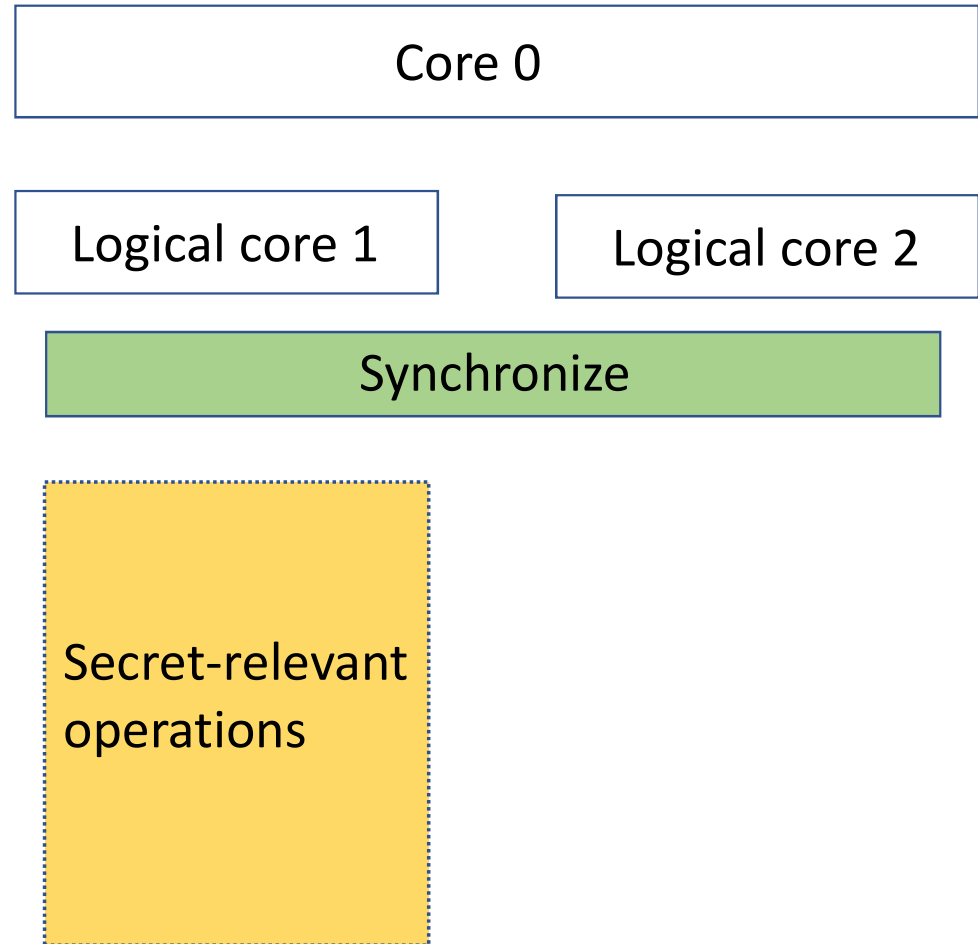 Core 0
Logical core 1
Logical core 2
Synchronize
Secret-relevant
operations